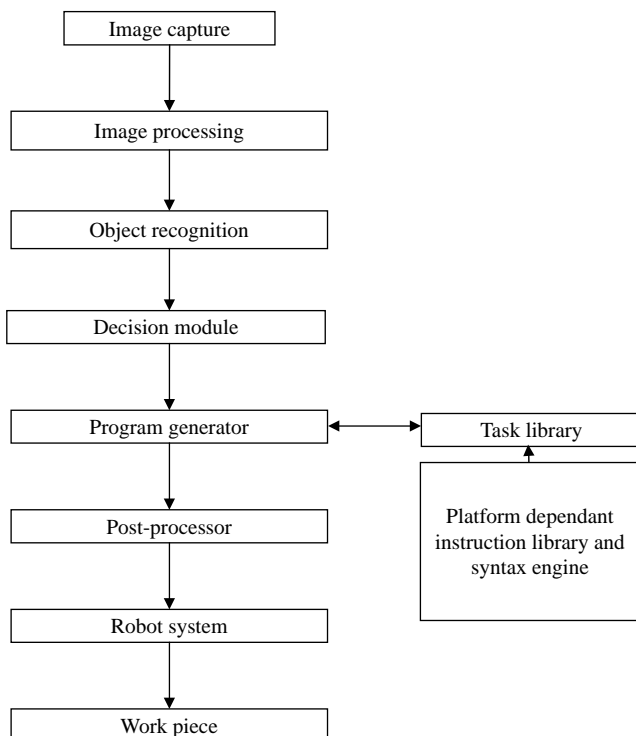 Image capture
Image processing
Object recognition
Decision module
Program generator
Task library
Platform dependant
instruction library and
syntax engine
Post-processor
Robot system
Work piece